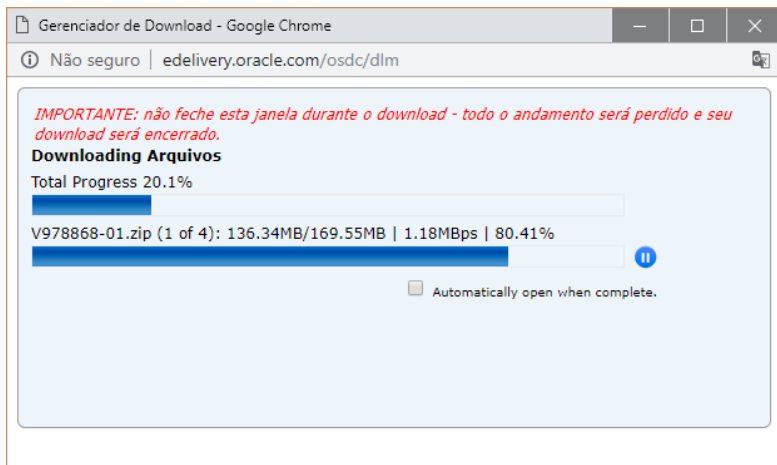 Gerenciador de Download - Google Chrome
Não seguro | edelivery.oracle.com/osdc/dlm
IMPORTANTE: não feche esta janela durante o download - todo o andamento será perdido e seu
download será encerrado.
Downloading Arquivos
Total Progress 20.1%
V978868-01.zip (1 of 4): 136.34MB/169.55MB | 1.18MBps | 80.41%
Automatically open when complete.